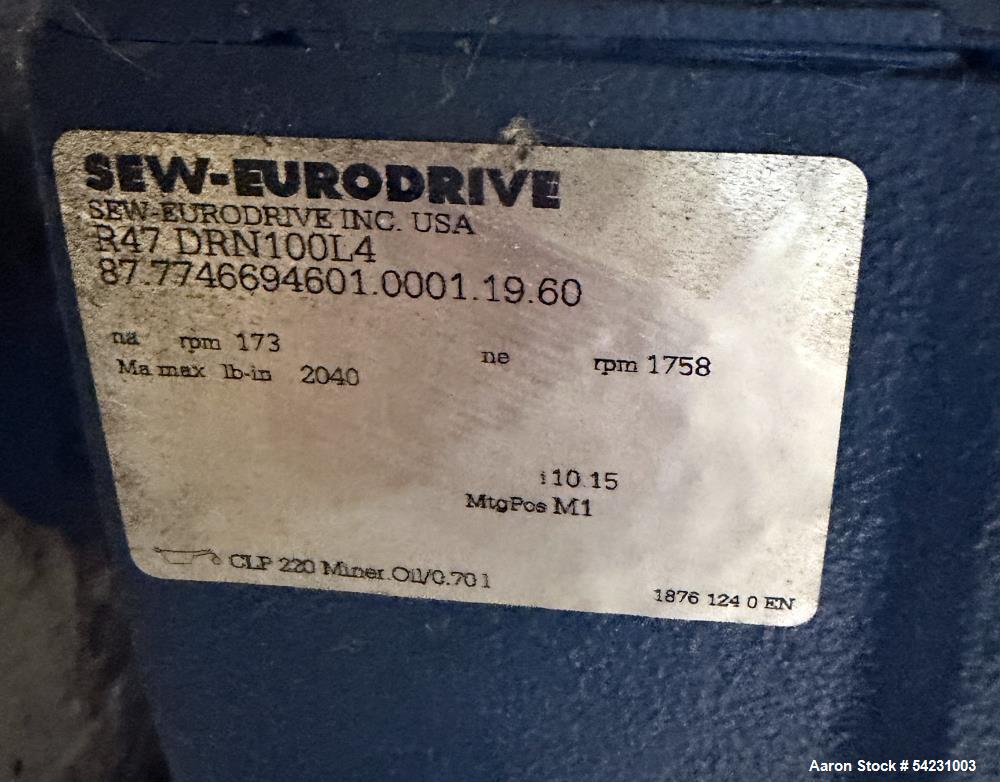 SEW-EURODRIVE
SEW-EURODRIVE INC. USA
R47 DRN100L4
87.7746694601.0001.19.60
na rpm 173 ne rpm 1758
Ma max lb-in 2040
i 10.15
MtgPos M1
CLP 220 Miner.Oil/0.70 l
1876 124 0 EN
Aaron Stock # 54231003